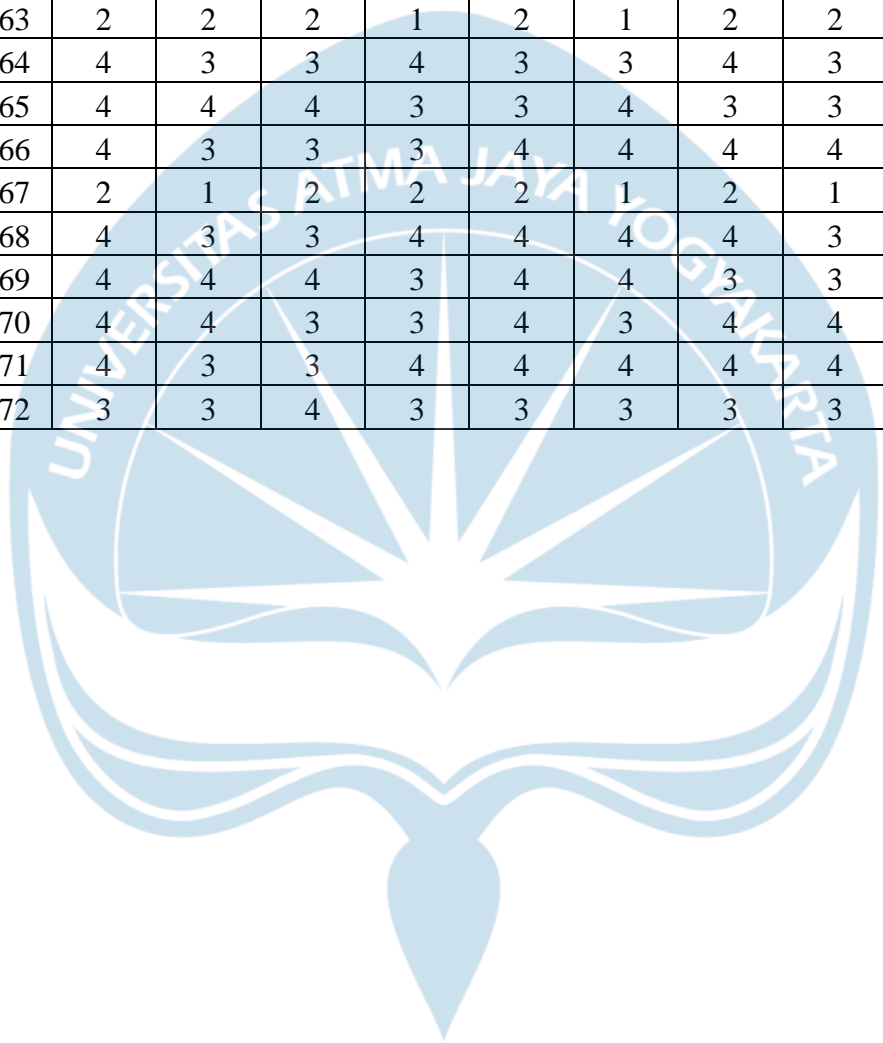 63 2 2 2 1 2 1 2 2
64 4 3 3 4 3 3 4 3
65 4 4 4 3 3 4 3 3
66 4 3 3 3 4 4 4 4
67 2 1 2 2 2 1 2 1
68 4 3 3 4 4 4 4 3
69 4 4 4 3 4 4 3 3
70 4 4 3 3 4 3 4 4
71 4 3 3 4 4 4 4 4
72 3 3 4 3 3 3 3 3
UNIVERSITAS ATMA JAYA YOGYAKARTA